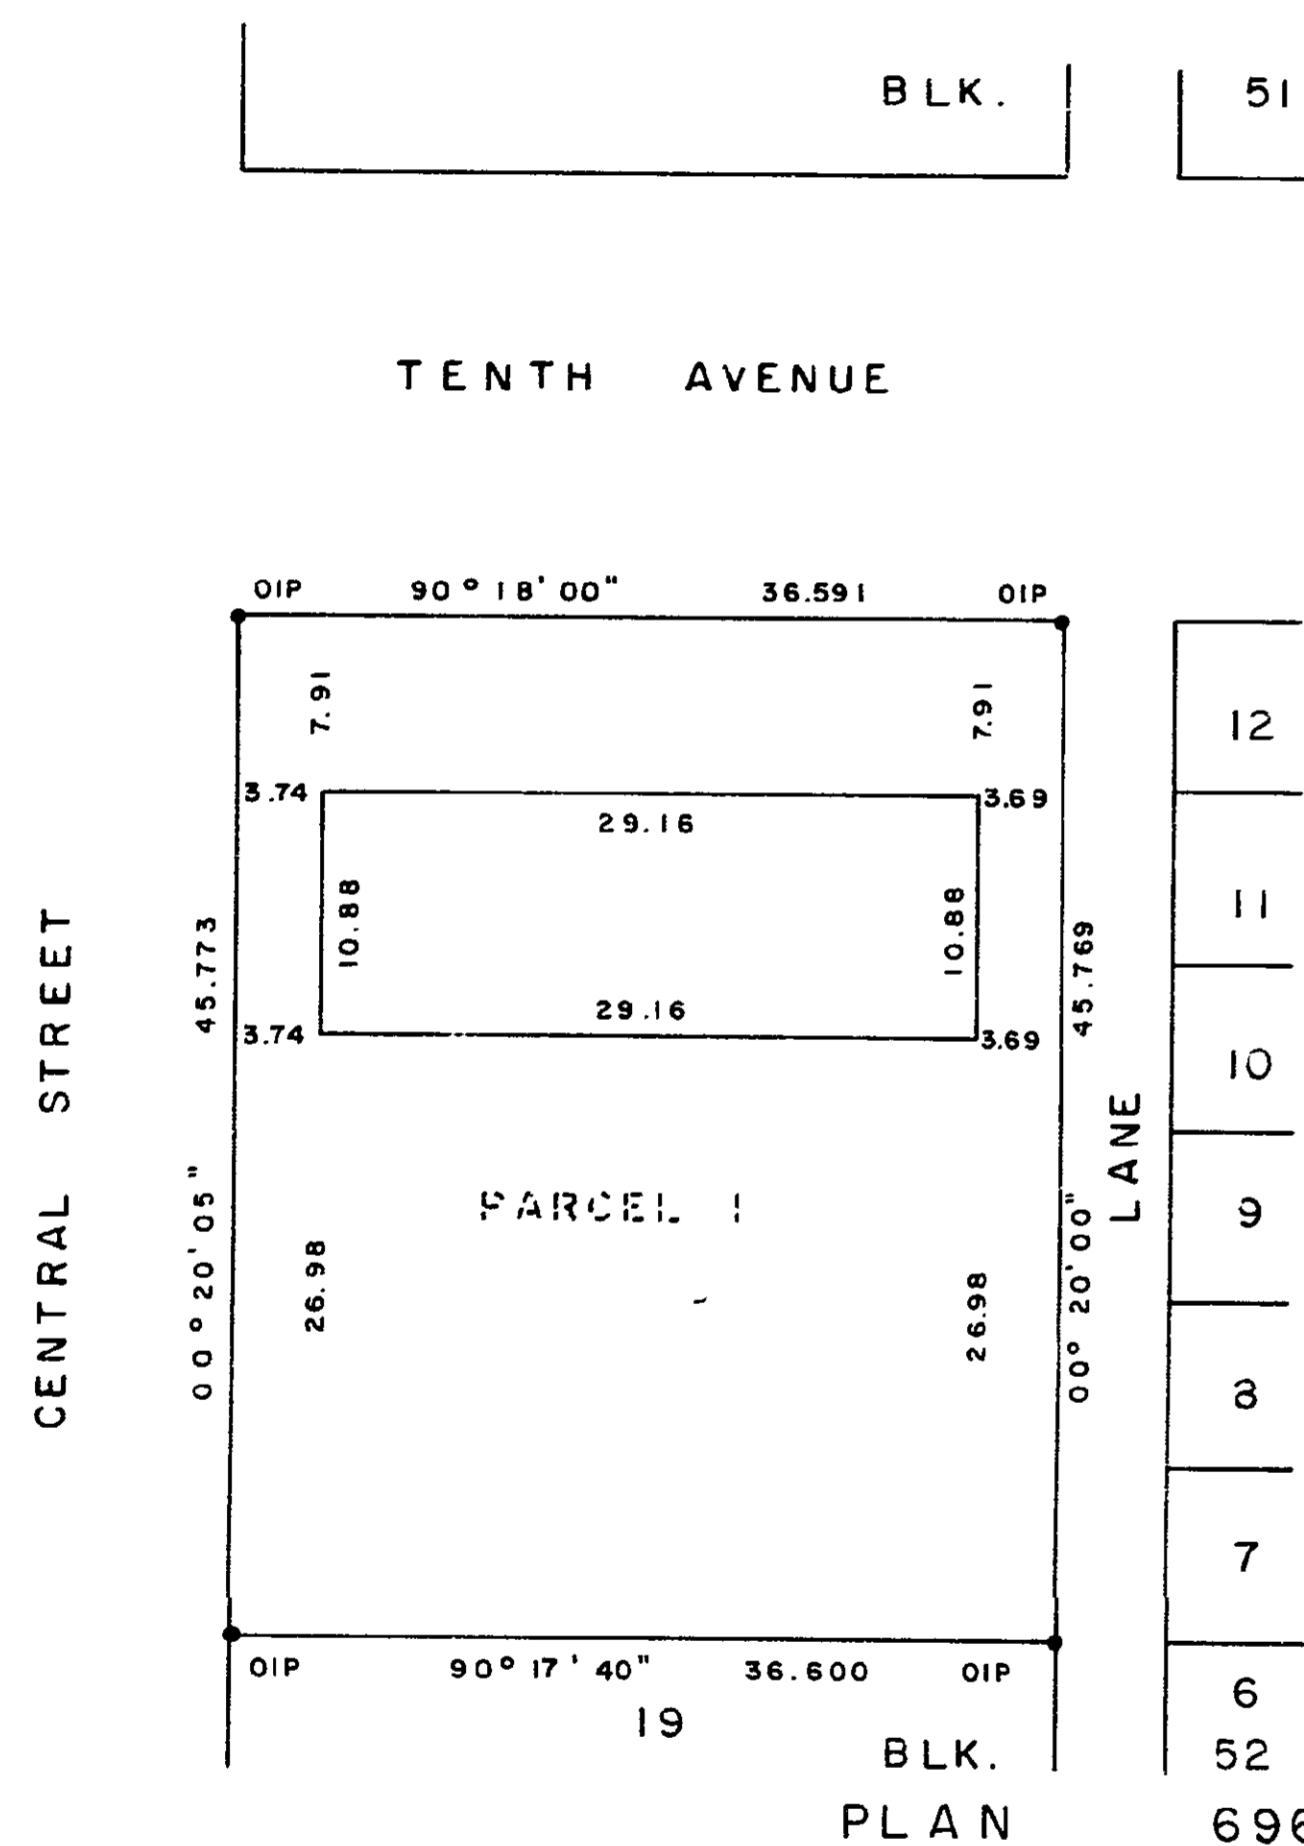 BLK. 51
TENTH AVENUE
OIP 90° 18' 00" 36.591 OIP
7.91
7.91
12
3.74
3.69
29.16
10.88
10.88
11
CENTRAL STREET
45.773
45.769
29.16
3.74
3.69
10
LANE
PARCEL 1
9
00° 20' 05"
00° 20' 00"
26.98
26.98
8
7
OIP 90° 17' 40" 36.600 OIP
6
19
BLK. 52
PLAN 696